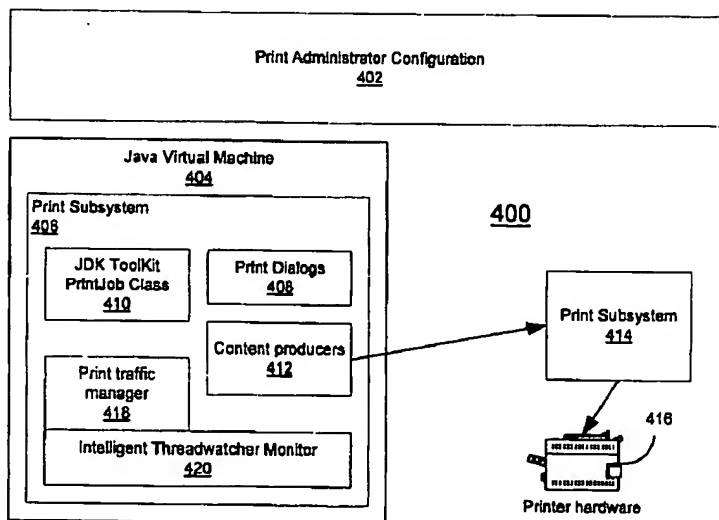 Print Administrator Configuration
402
Java Virtual Machine
404
Print Subsystem
406
400
JDK ToolKit
PrintJob Class
410
Print Dialogs
408
Print Subsystem
414
Content producers
412
Print traffic
manager
418
416
Intelligent Threadwatcher Monitor
420
Printer hardware